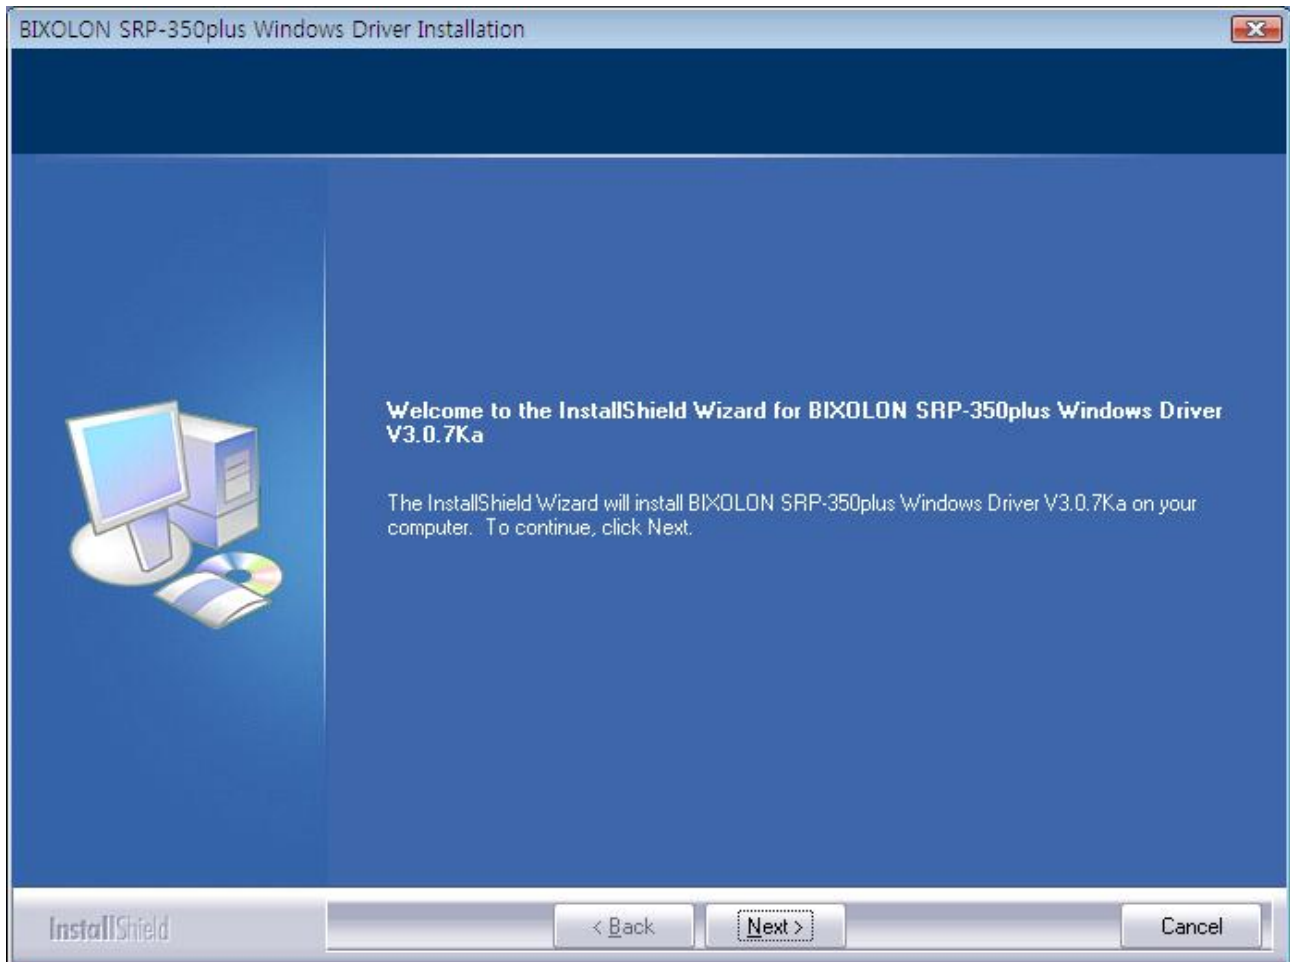 BIXOLON SRP-350plus Windows Driver Installation
Welcome to the InstallShield Wizard for BIXOLON SRP-350plus Windows Driver
V3.0.7Ka
The InstallShield Wizard will install BIXOLON SRP-350plus Windows Driver V3.0.7Ka on your
computer.  To continue, click Next.
InstallShield
< Back
Next >
Cancel